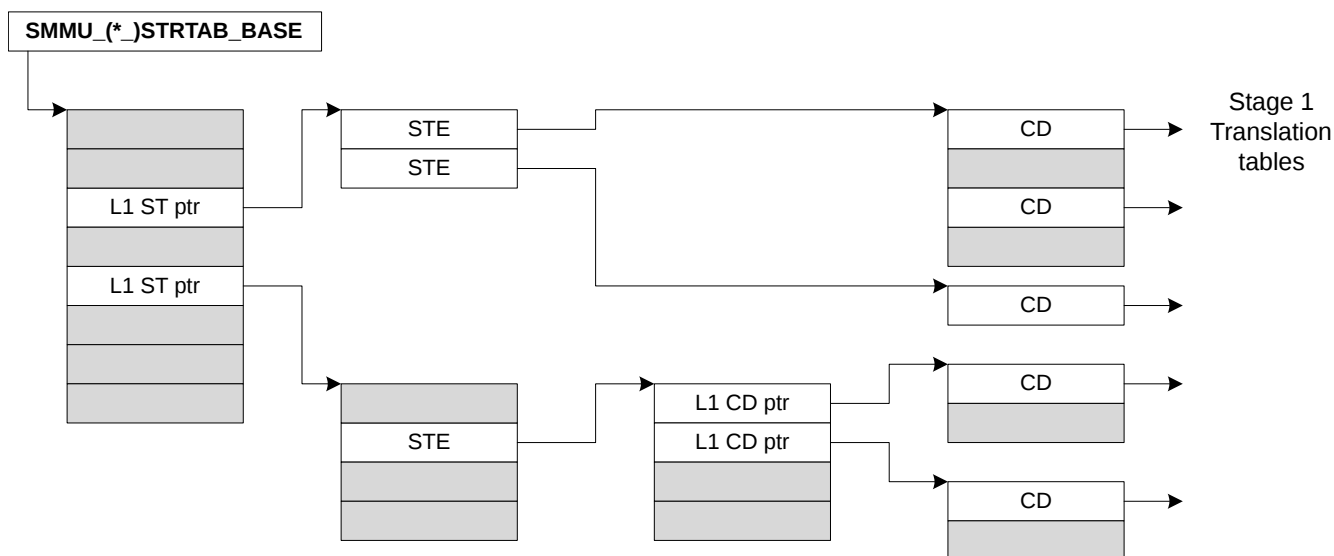 SMMU_(*_)STRTAB_BASE
STE
CD
Stage 1
Translation
tables
STE
L1 ST ptr
CD
L1 ST ptr
CD
CD
L1 CD ptr
STE
L1 CD ptr
CD